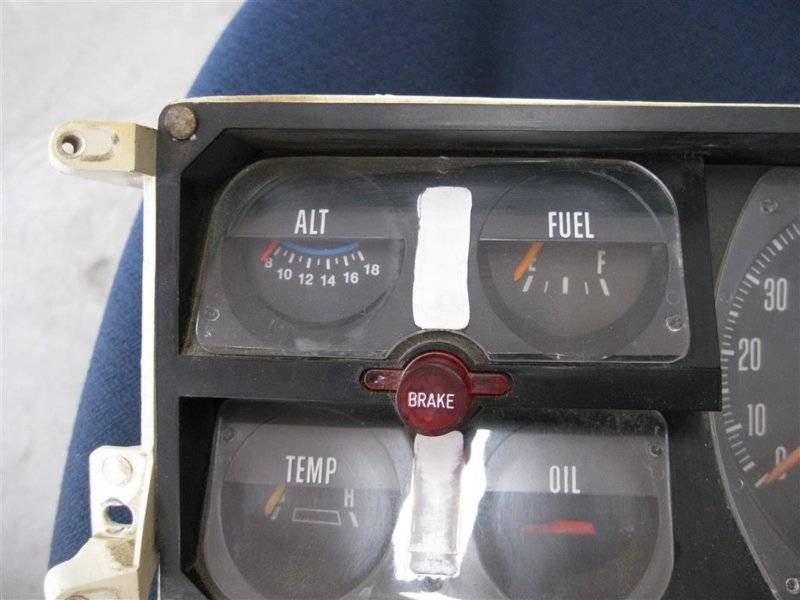 ALT
8 10 12 14 16 18
FUEL
E F
30
20
10
0
BRAKE
TEMP
H
OIL